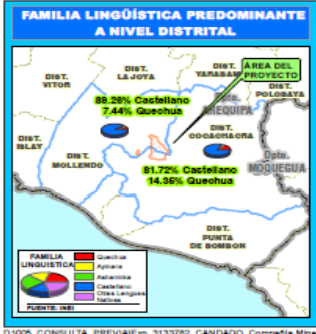 FAMILIA LINGÜÍSTICA PREDOMINANTE
A NIVEL DISTRITAL
DIST.
VITOR
DIST.
LA JOYA
DIST.
YARABAMBA
ÁREA DEL
PROYECTO
DIST.
POLOBAYA
88.26% Castellano
7.44% Quechua
Dpto.
AREQUIPA
DIST.
ISLAY
DIST.
MOLLENDO
DIST.
COCACHACRA
Dpto.
MOQUEGUA
81.72% Castellano
14.35% Quechua
DIST.
PUNTA
DE BOMBON
FAMILIA
LINGUISTICA
Quechua
Aymara
Ashaninka
Castellano
Otras Lenguas
Nativas
FUENTE: INEI